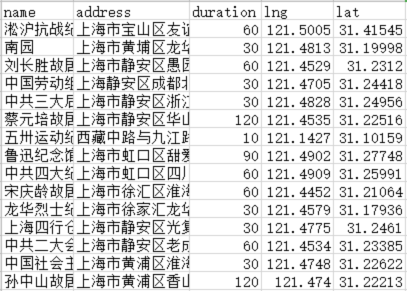 name address duration lng lat
淞沪抗战纪 上海市宝山区友谊 60 121.5005 31.41545
南园 上海市黄埔区龙华 30 121.4813 31.19998
刘长胜故居 上海市静安区愚园 60 121.4529 31.2312
中国劳动组 上海市静安区成都北 30 121.4705 31.24418
中共三大后 上海市静安区浙江 30 121.4828 31.24956
蔡元培故居 上海市静安区华山 120 121.4535 31.22516
五卅运动纪 西藏中路与九江路 10 121.1427 31.10159
鲁迅纪念馆 上海市虹口区甜爱 90 121.4902 31.27748
中共四大纪 上海市虹口区四川 60 121.4909 31.25991
宋庆龄故居 上海市徐汇区淮海 60 121.4452 31.21064
龙华烈士纪 上海市徐家汇龙华 30 121.4579 31.17936
上海四行仓 上海市静安区光复 30 121.4775 31.2461
中共二大会 上海市静安区老成 60 121.4534 31.23385
中国社会主 上海市黄浦区淮海 30 121.4748 31.22622
孙中山故居 上海市黄浦区香山 120 121.474 31.22213